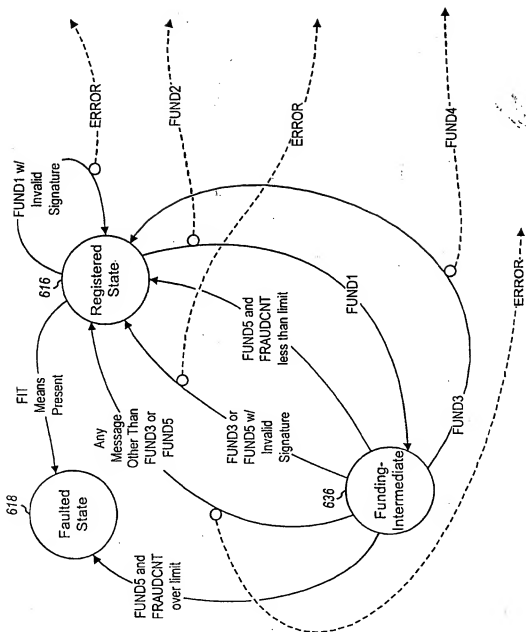 616
Registered
State
FUND1 w/
Invalid
Signature
ERROR
FUND2
ERROR
FUND4
ERROR
FIT
Means
Present
618
Faulted
State
FUND5 and
FRAUDCNT
over limit
Any
Message
Other Than
FUND3 or
FUND5
FUND3 or
FUND5 w/
Invalid
Signature
FUND5 and
FRAUDCNT
less than limit
FUND1
FUND3
636
Funding-
Intermediate